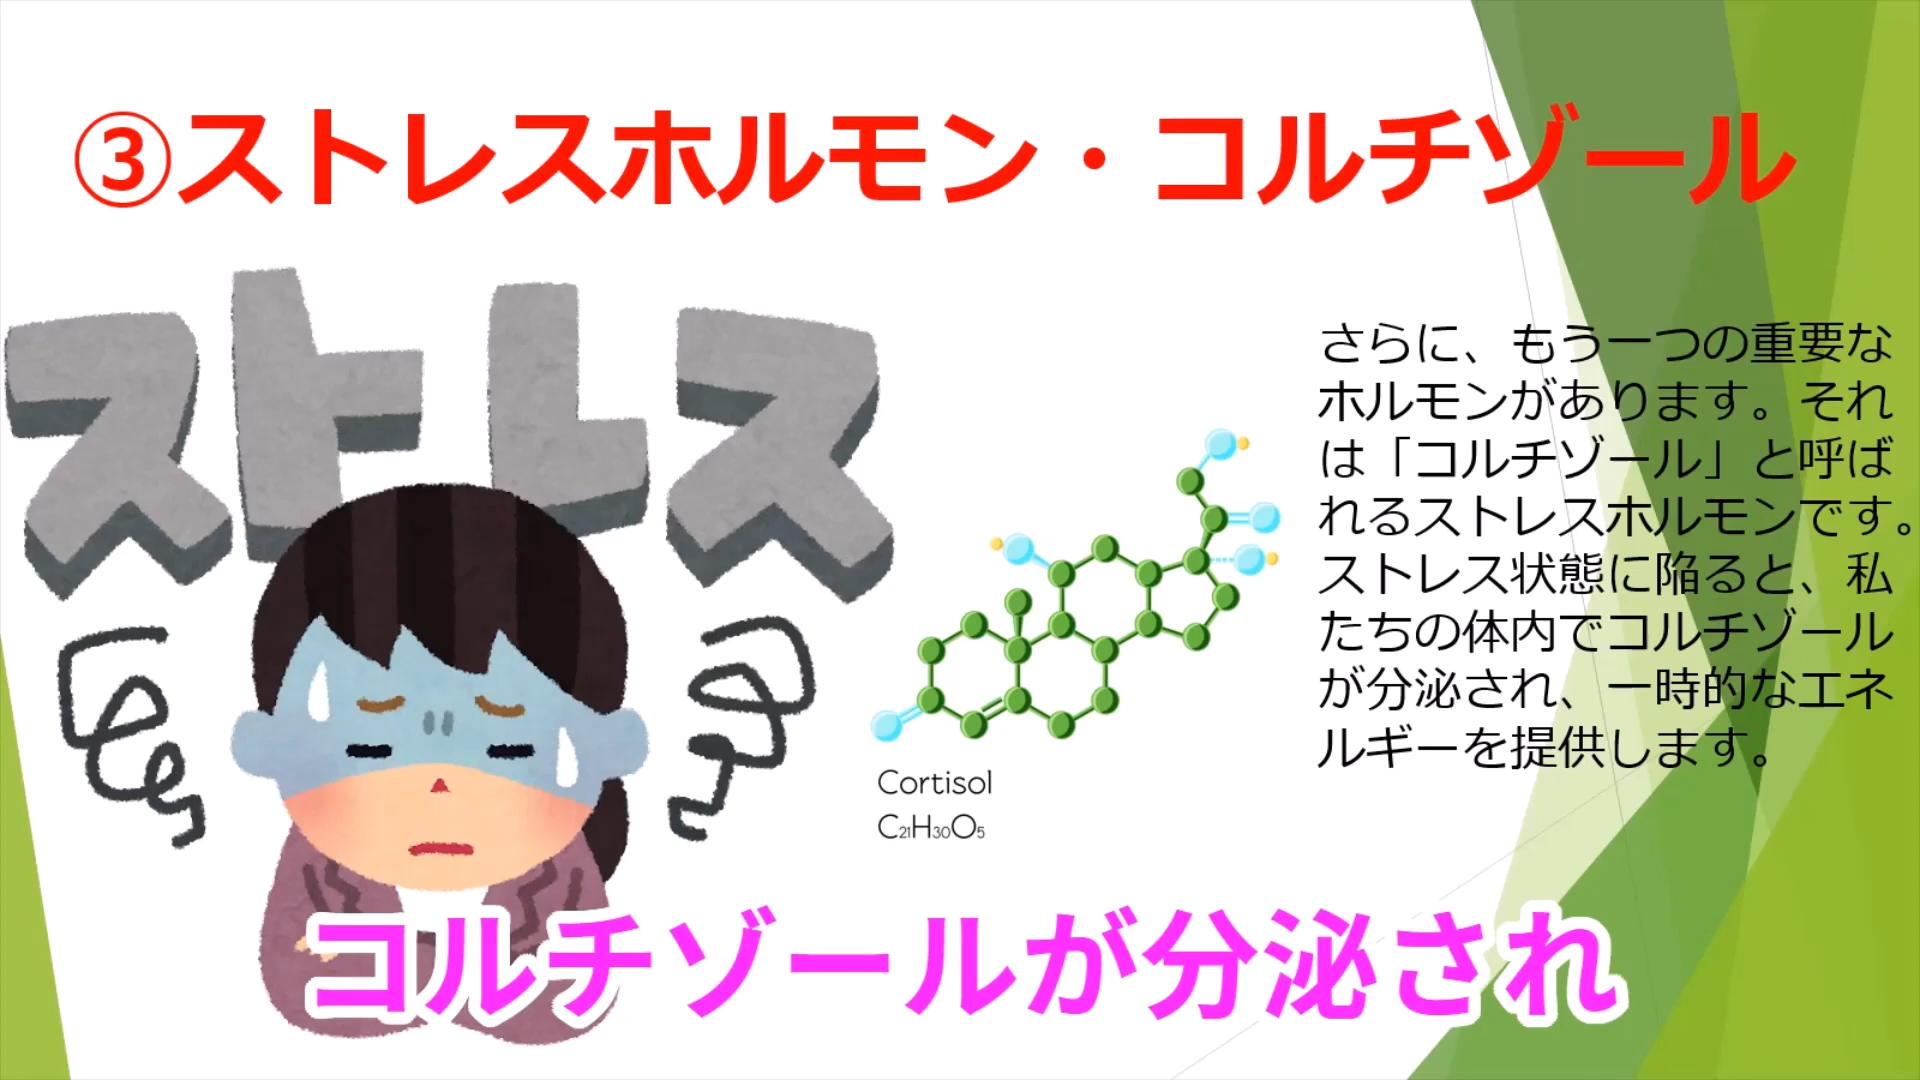 ③ストレスホルモン・コルチゾール
ストレス
さらに、もう一つの重要な
ホルモンがあります。それ
は「コルチゾール」と呼ば
れるストレスホルモンです。
ストレス状態に陥ると、私
たちの体内でコルチゾール
が分泌され、一時的なエネ
ルギーを提供します。
Cortisol
C₂₁H₃₀O₅
コルチゾールが分泌され